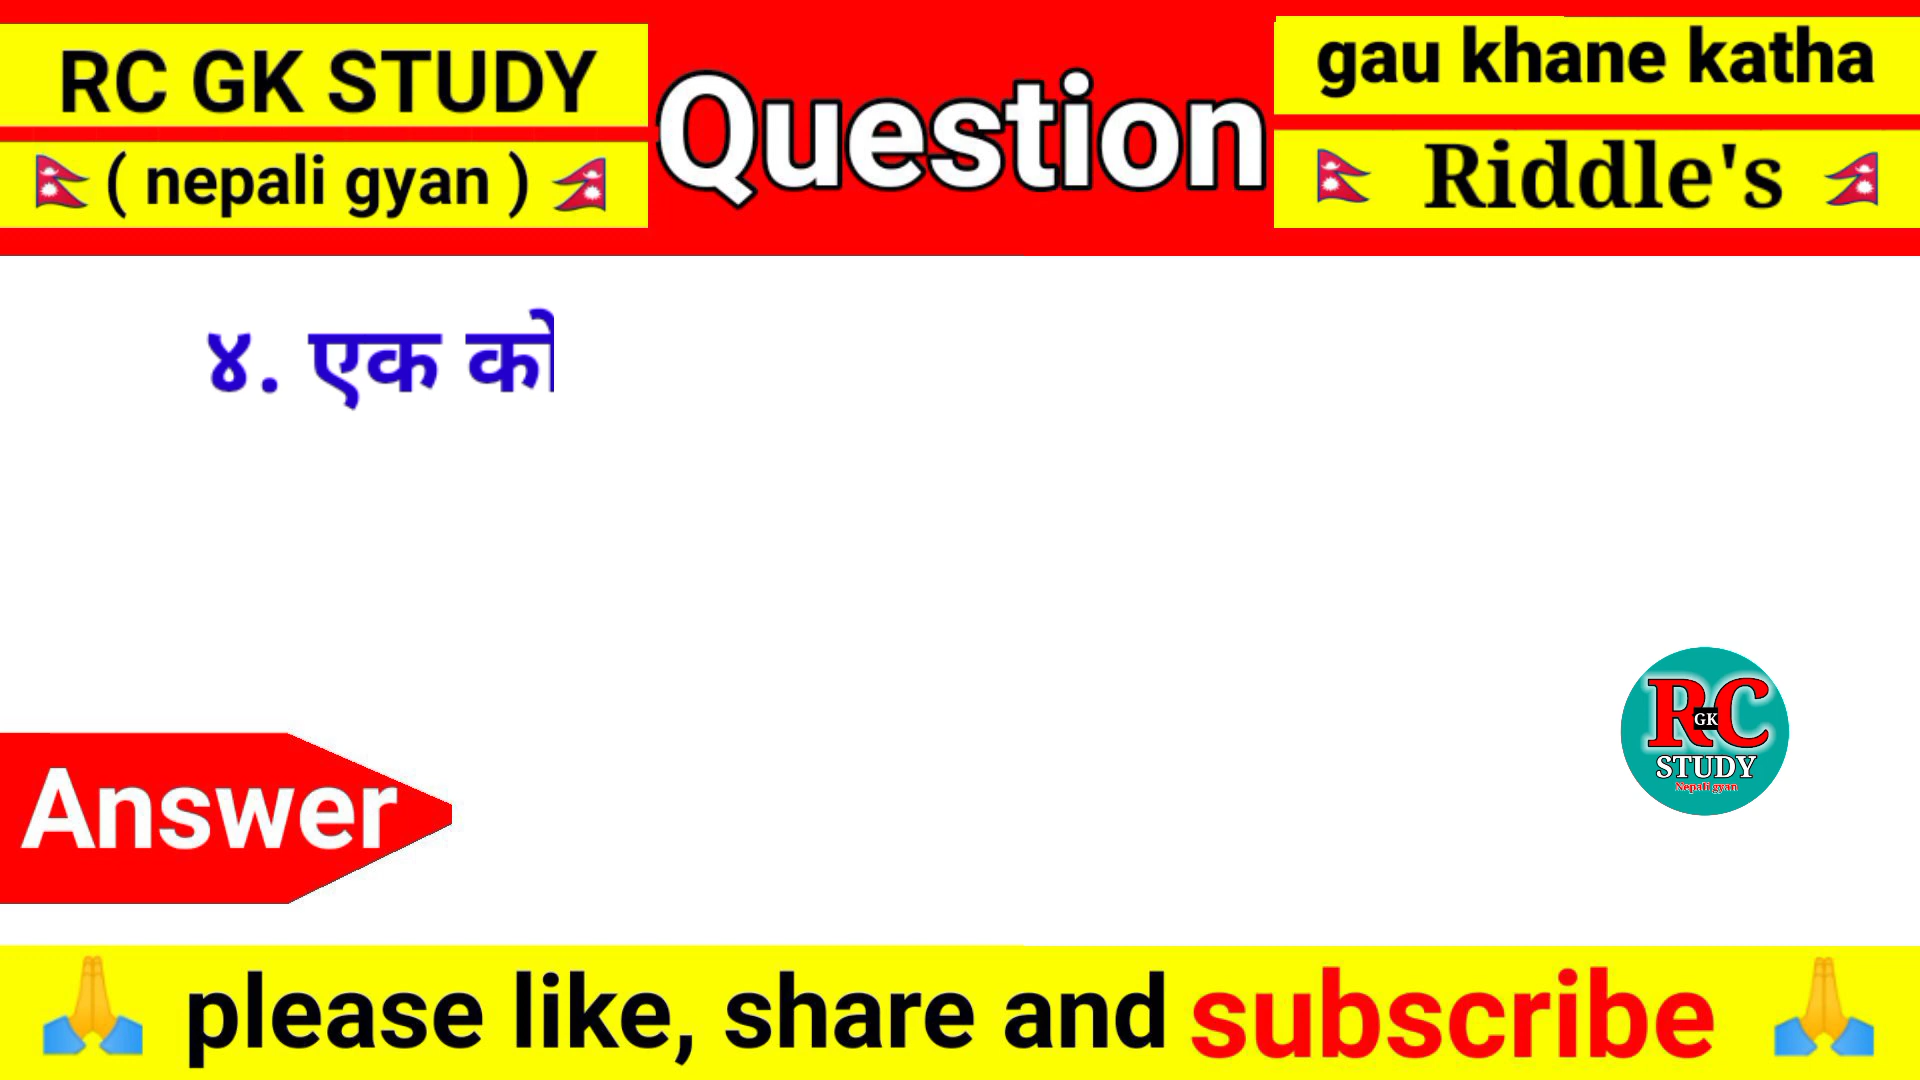 RC GK STUDY
( nepali gyan )
Question
gau khane katha
Riddle's
४. एक को
Answer
RC
GK
STUDY
Nepali gyan
please like, share and subscribe